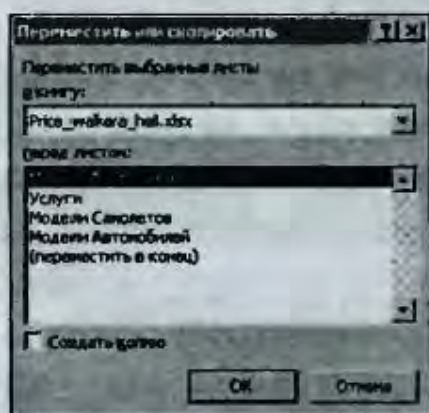 Переместить или скопировать
Переместить выбранные листы
в книгу:
Price_walkera_heli.xlsx
перед листом:
Услуги
Модели Самолетов
Модели Автомобилей
(переместить в конец)
Создать копию
ОК
Отмена